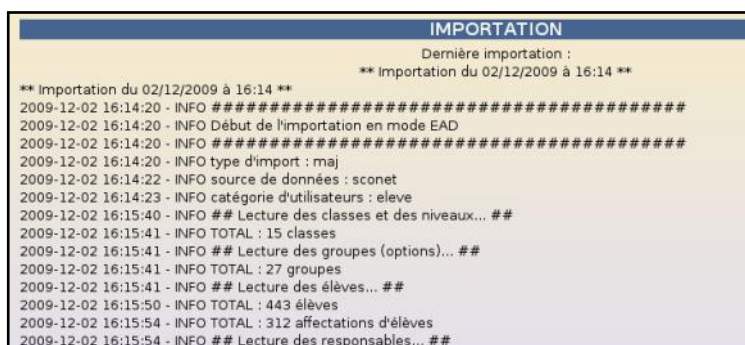 IMPORTATION
Dernière importation :
** Importation du 02/12/2009 à 16:14 **
** Importation du 02/12/2009 à 16:14 **
2009-12-02 16:14:20 - INFO #########################################
2009-12-02 16:14:20 - INFO Début de l'importation en mode EAD
2009-12-02 16:14:20 - INFO #########################################
2009-12-02 16:14:20 - INFO type d'import : maj
2009-12-02 16:14:22 - INFO source de données : sconet
2009-12-02 16:14:23 - INFO catégorie d'utilisateurs : eleve
2009-12-02 16:15:40 - INFO ## Lecture des classes et des niveaux... ##
2009-12-02 16:15:41 - INFO TOTAL : 15 classes
2009-12-02 16:15:41 - INFO ## Lecture des groupes (options)... ##
2009-12-02 16:15:41 - INFO TOTAL : 27 groupes
2009-12-02 16:15:41 - INFO ## Lecture des élèves... ##
2009-12-02 16:15:50 - INFO TOTAL : 443 élèves
2009-12-02 16:15:54 - INFO TOTAL : 312 affectations d'élèves
2009-12-02 16:15:54 - INFO ## Lecture des responsables... ##